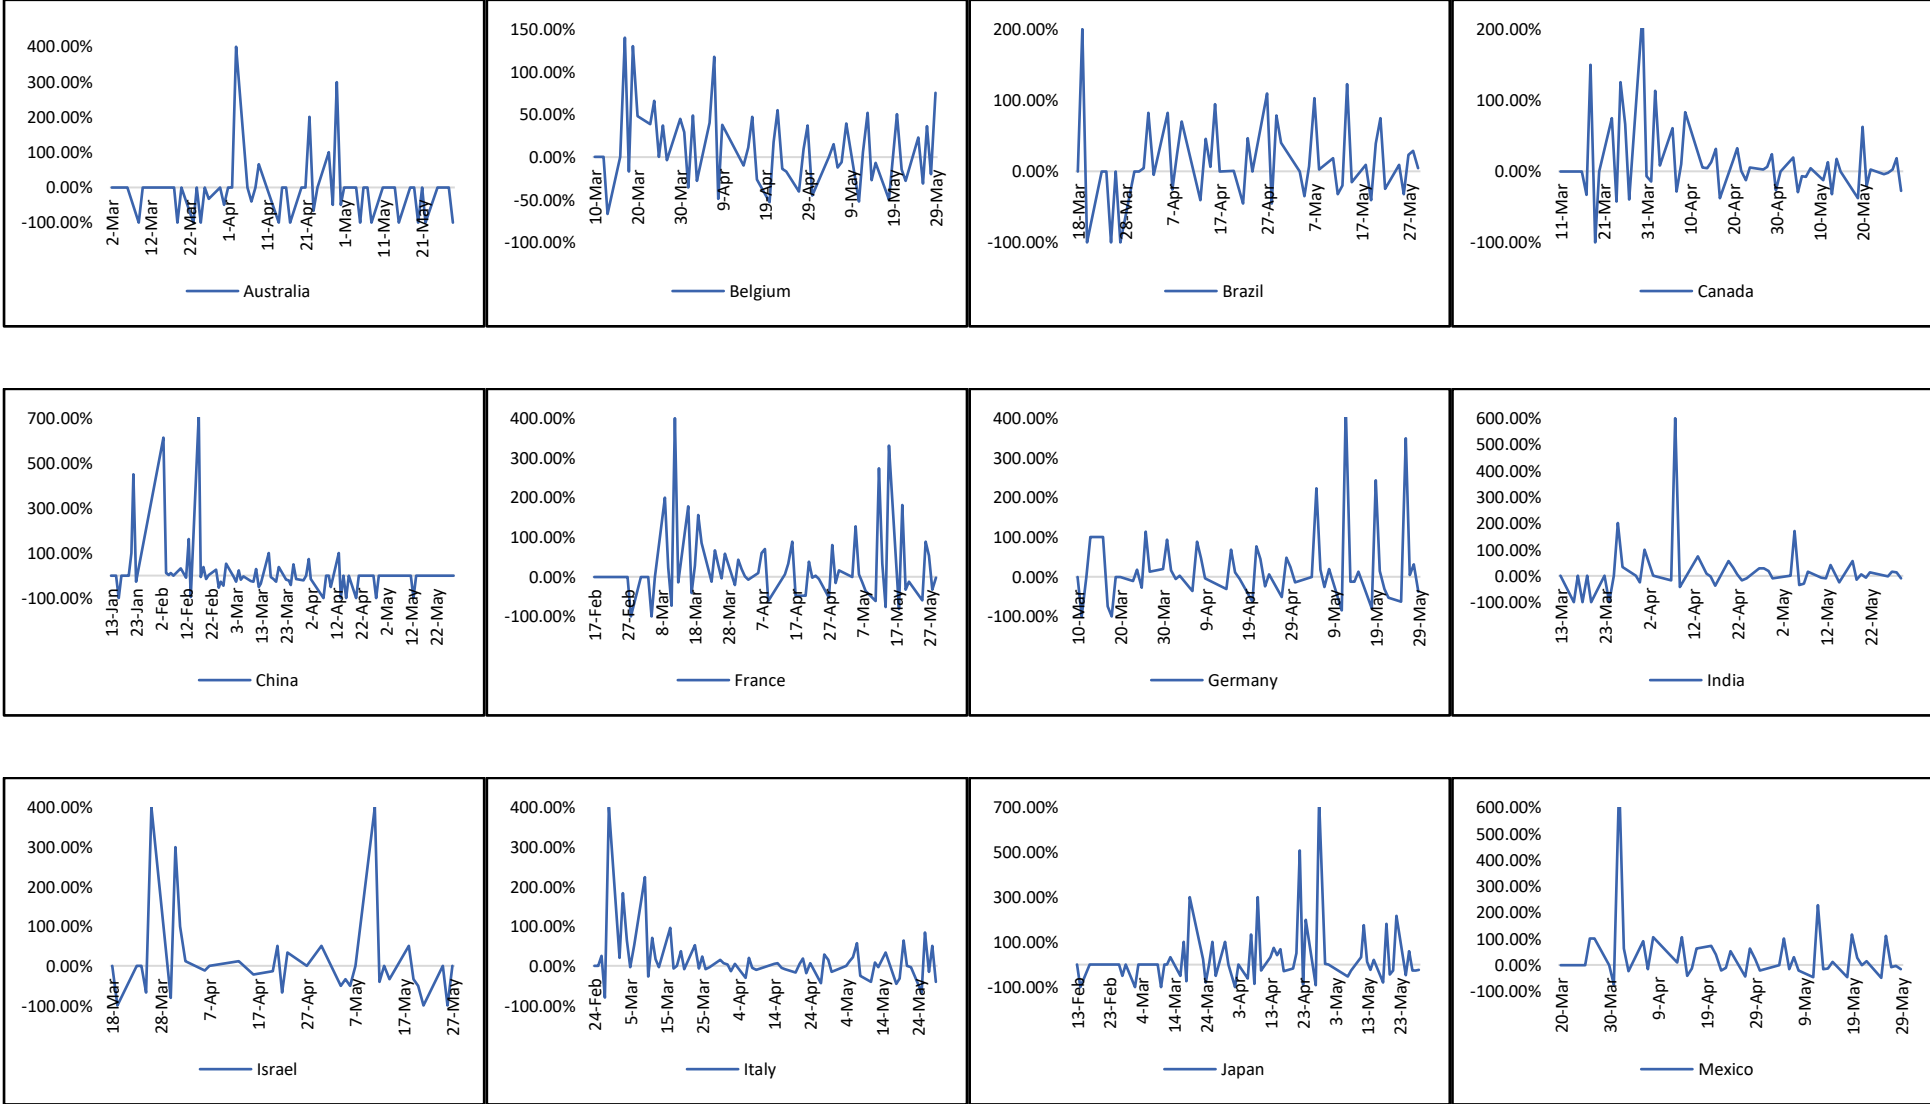 400.00%
300.00%
200.00%
100.00%
0.00%
-100.00%
2-Mar 12-Mar 22-Mar 1-Apr 11-Apr 21-Apr 1-May 11-May 21-May
Australia
150.00%
100.00%
50.00%
0.00%
-50.00%
-100.00%
10-Mar 20-Mar 30-Mar 9-Apr 19-Apr 29-Apr 9-May 19-May 29-May
Belgium
200.00%
100.00%
0.00%
-100.00%
18-Mar 28-Mar 7-Apr 17-Apr 27-Apr 7-May 17-May 27-May
Brazil
200.00%
100.00%
0.00%
-100.00%
11-Mar 21-Mar 31-Mar 10-Apr 20-Apr 30-Apr 10-May 20-May
Canada
700.00%
500.00%
300.00%
100.00%
-100.00%
13-Jan 23-Jan 2-Feb 12-Feb 22-Feb 3-Mar 13-Mar 23-Mar 2-Apr 12-Apr 22-Apr 2-May 12-May 22-May
China
400.00%
300.00%
200.00%
100.00%
0.00%
-100.00%
17-Feb 27-Feb 8-Mar 18-Mar 28-Mar 7-Apr 17-Apr 27-Apr 7-May 17-May 27-May
France
400.00%
300.00%
200.00%
100.00%
0.00%
-100.00%
10-Mar 20-Mar 30-Mar 9-Apr 19-Apr 29-Apr 9-May 19-May 29-May
Germany
600.00%
500.00%
400.00%
300.00%
200.00%
100.00%
0.00%
-100.00%
13-Mar 23-Mar 2-Apr 12-Apr 22-Apr 2-May 12-May 22-May
India
400.00%
300.00%
200.00%
100.00%
0.00%
-100.00%
18-Mar 28-Mar 7-Apr 17-Apr 27-Apr 7-May 17-May 27-May
Israel
400.00%
300.00%
200.00%
100.00%
0.00%
-100.00%
24-Feb 5-Mar 15-Mar 25-Mar 4-Apr 14-Apr 24-Apr 4-May 14-May 24-May
Italy
700.00%
500.00%
300.00%
100.00%
-100.00%
13-Feb 23-Feb 4-Mar 14-Mar 24-Mar 3-Apr 13-Apr 23-Apr 3-May 13-May 23-May
Japan
600.00%
500.00%
400.00%
300.00%
200.00%
100.00%
0.00%
-100.00%
20-Mar 30-Mar 9-Apr 19-Apr 29-Apr 9-May 19-May 29-May
Mexico